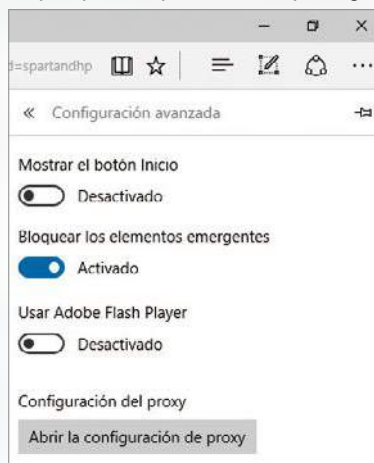 d=spartandhp
« Configuración avanzada
Mostrar el botón Inicio
Desactivado
Bloquear los elementos emergentes
Activado
Usar Adobe Flash Player
Desactivado
Configuración del proxy
Abrir la configuración de proxy